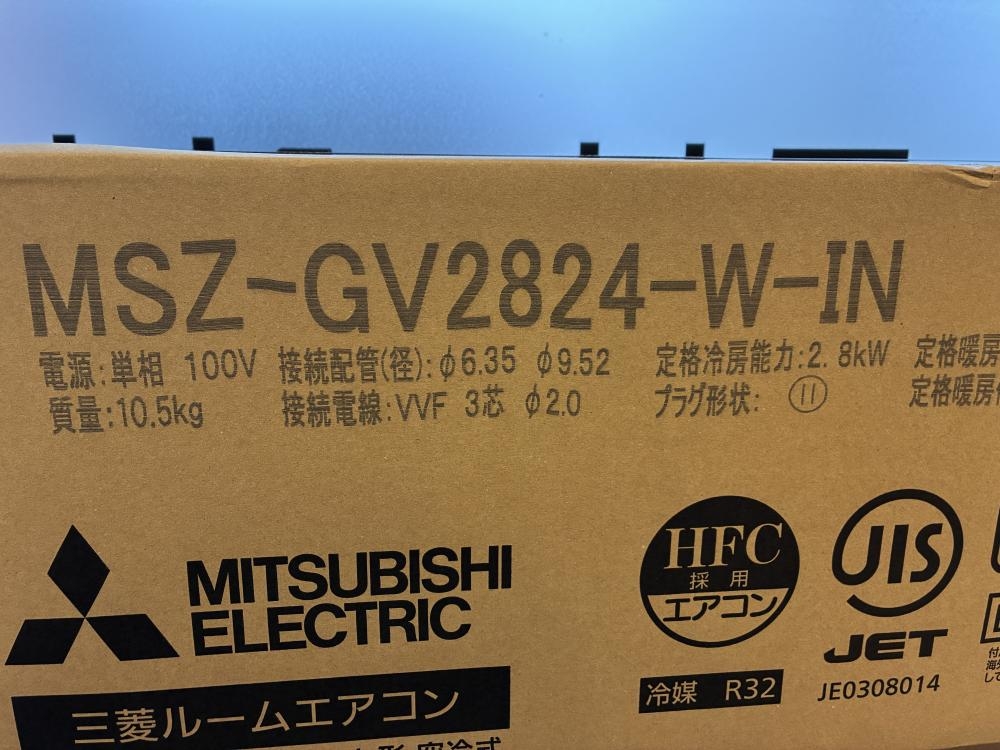 MSZ-GV2824-W-IN
電源:単相 100V 接続配管(径):φ6.35 φ9.52 定格冷房能力:2.8kW 定格暖房
質量:10.5kg 接続電線:VVF 3芯 φ2.0 プラグ形状: 定格暖房
MITSUBISHI
ELECTRIC
三菱ルームエアコン
HFC
採用
エアコン
冷媒 R32
JIS
JET
JE0308014